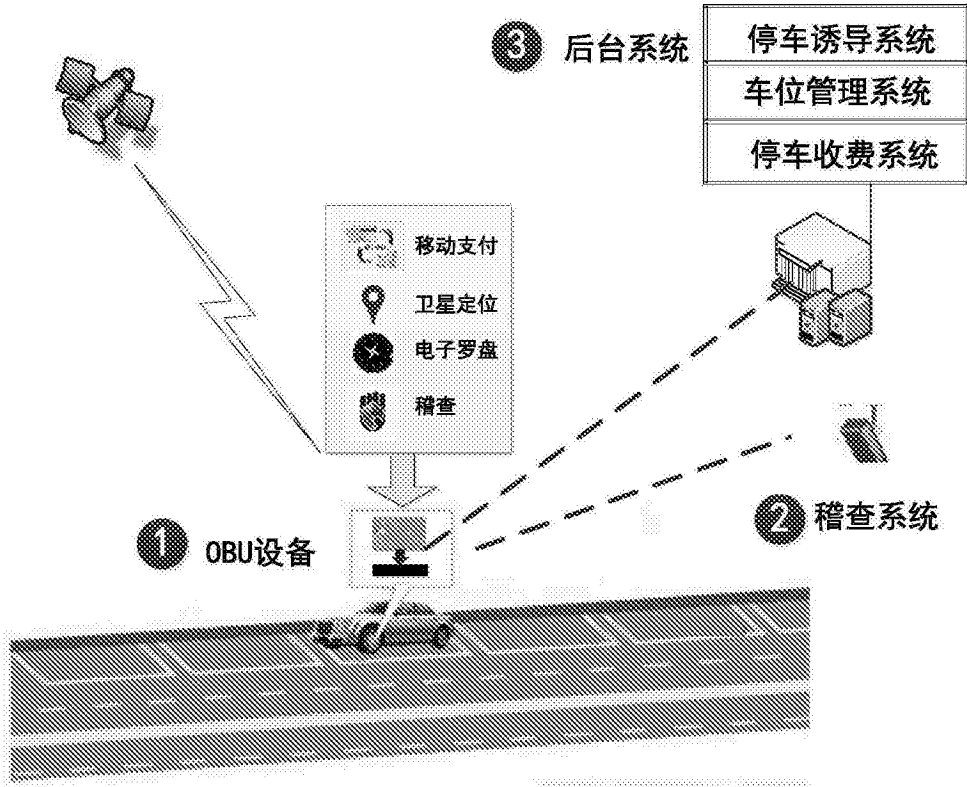 3 后台系统
停车诱导系统
车位管理系统
停车收费系统
移动支付
卫星定位
电子罗盘
稽查
1 OBU设备
2 稽查系统